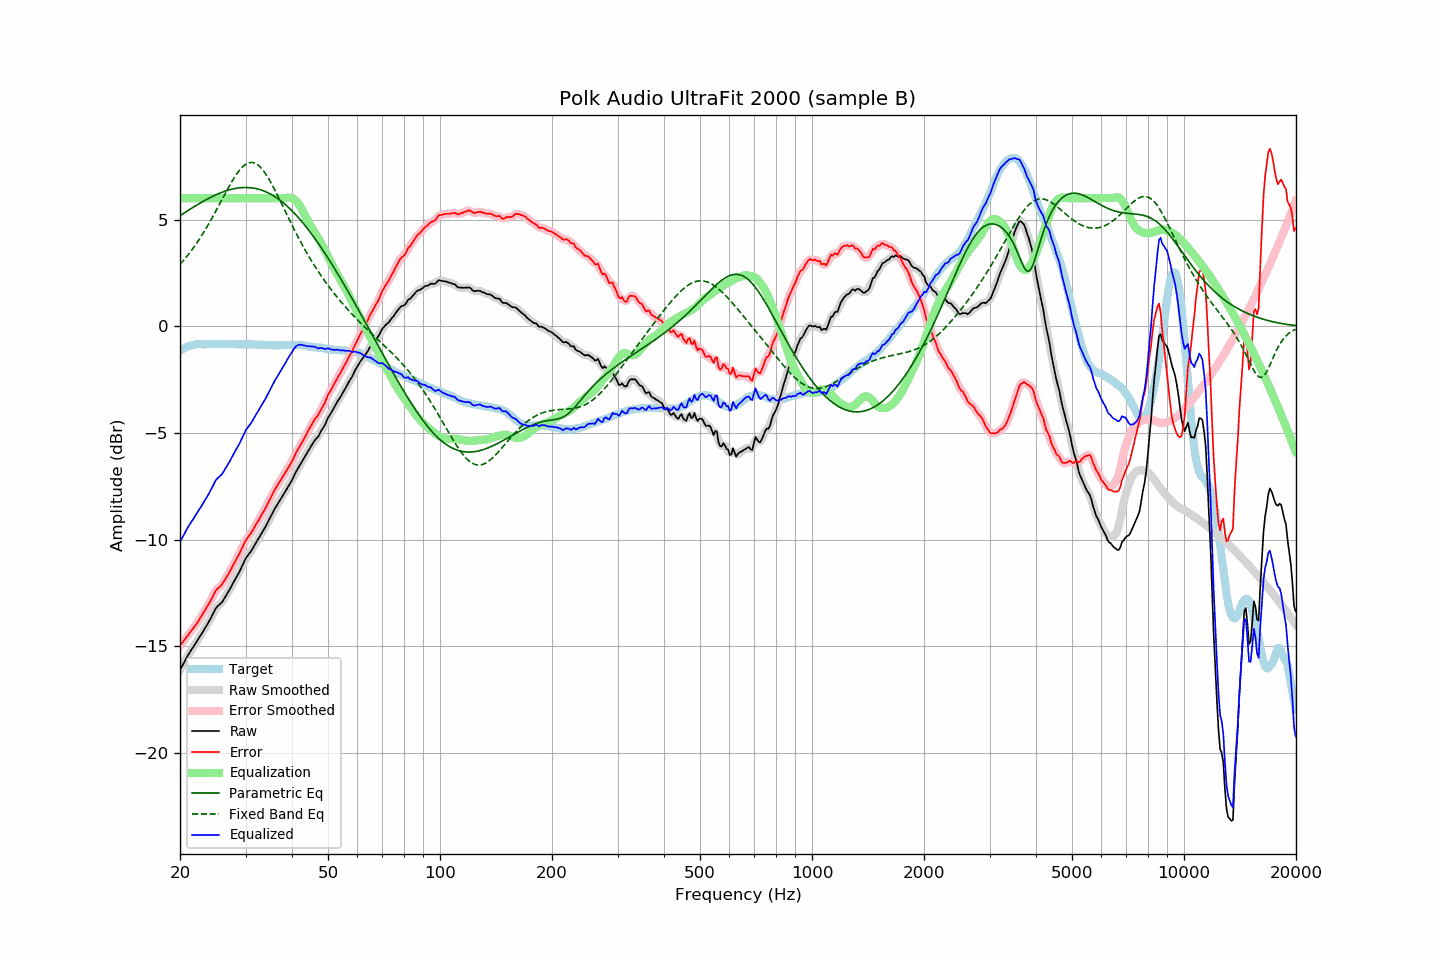 Polk Audio UltraFit 2000 (sample B)
Amplitude (dBr)
5
0
−5
−10
−15
−20
Target
Raw Smoothed
Error Smoothed
Raw
Error
Equalization
Parametric Eq
Fixed Band Eq
Equalized
20 50 100 200 500 1000 2000 5000 10000 20000
Frequency (Hz)